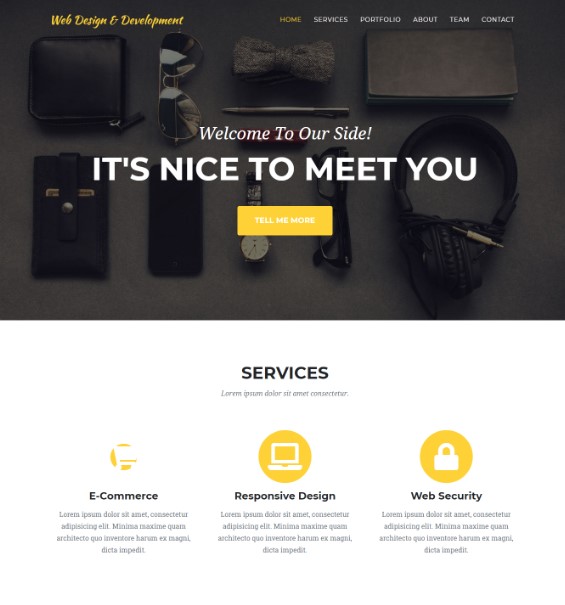 Web Design & Development
HOME SERVICES PORTFOLIO ABOUT TEAM CONTACT
Welcome To Our Side!
IT'S NICE TO MEET YOU
TELL ME MORE
SERVICES
Lorem ipsum dolor sit amet consectetur.
E-Commerce
Lorem ipsum dolor sit amet, consectetur
adipisicing elit. Minima maxime quam
architecto quo inventore harum ex magni,
dicta impedit.
Responsive Design
Lorem ipsum dolor sit amet, consectetur
adipisicing elit. Minima maxime quam
architecto quo inventore harum ex magni,
dicta impedit.
Web Security
Lorem ipsum dolor sit amet, consectetur
adipisicing elit. Minima maxime quam
architecto quo inventore harum ex magni,
dicta impedit.